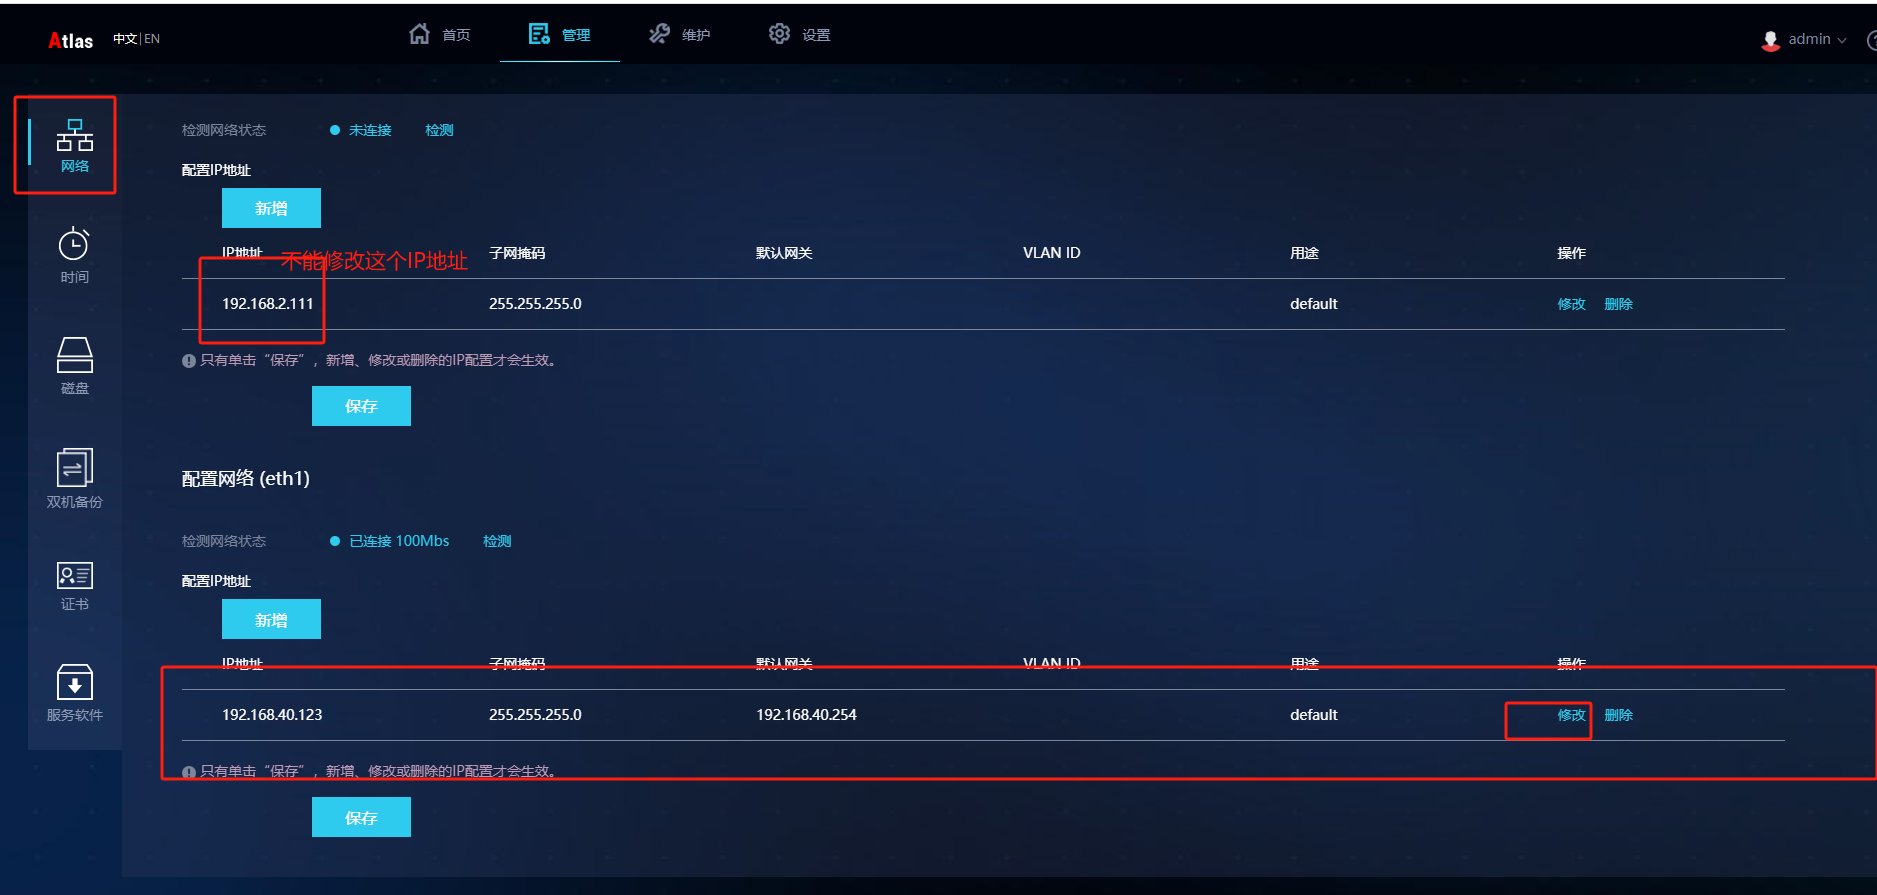 Atlas 中文|EN 首页 管理 维护 设置 admin
网络
时间
磁盘
双机备份
证书
服务软件
检测网络状态 未连接 检测
配置IP地址
新增
不能修改这个IP地址
IP地址 子网掩码 默认网关 VLAN ID 用途 操作
192.168.2.111 255.255.255.0 default 修改 删除
只有单击“保存”，新增、修改或删除的IP配置才会生效。
保存
配置网络 (eth1)
检测网络状态 已连接 100Mbs 检测
配置IP地址
新增
IP地址 子网掩码 默认网关 VLAN ID 用途 操作
192.168.40.123 255.255.255.0 192.168.40.254 default 修改 删除
只有单击“保存”，新增、修改或删除的IP配置才会生效。
保存